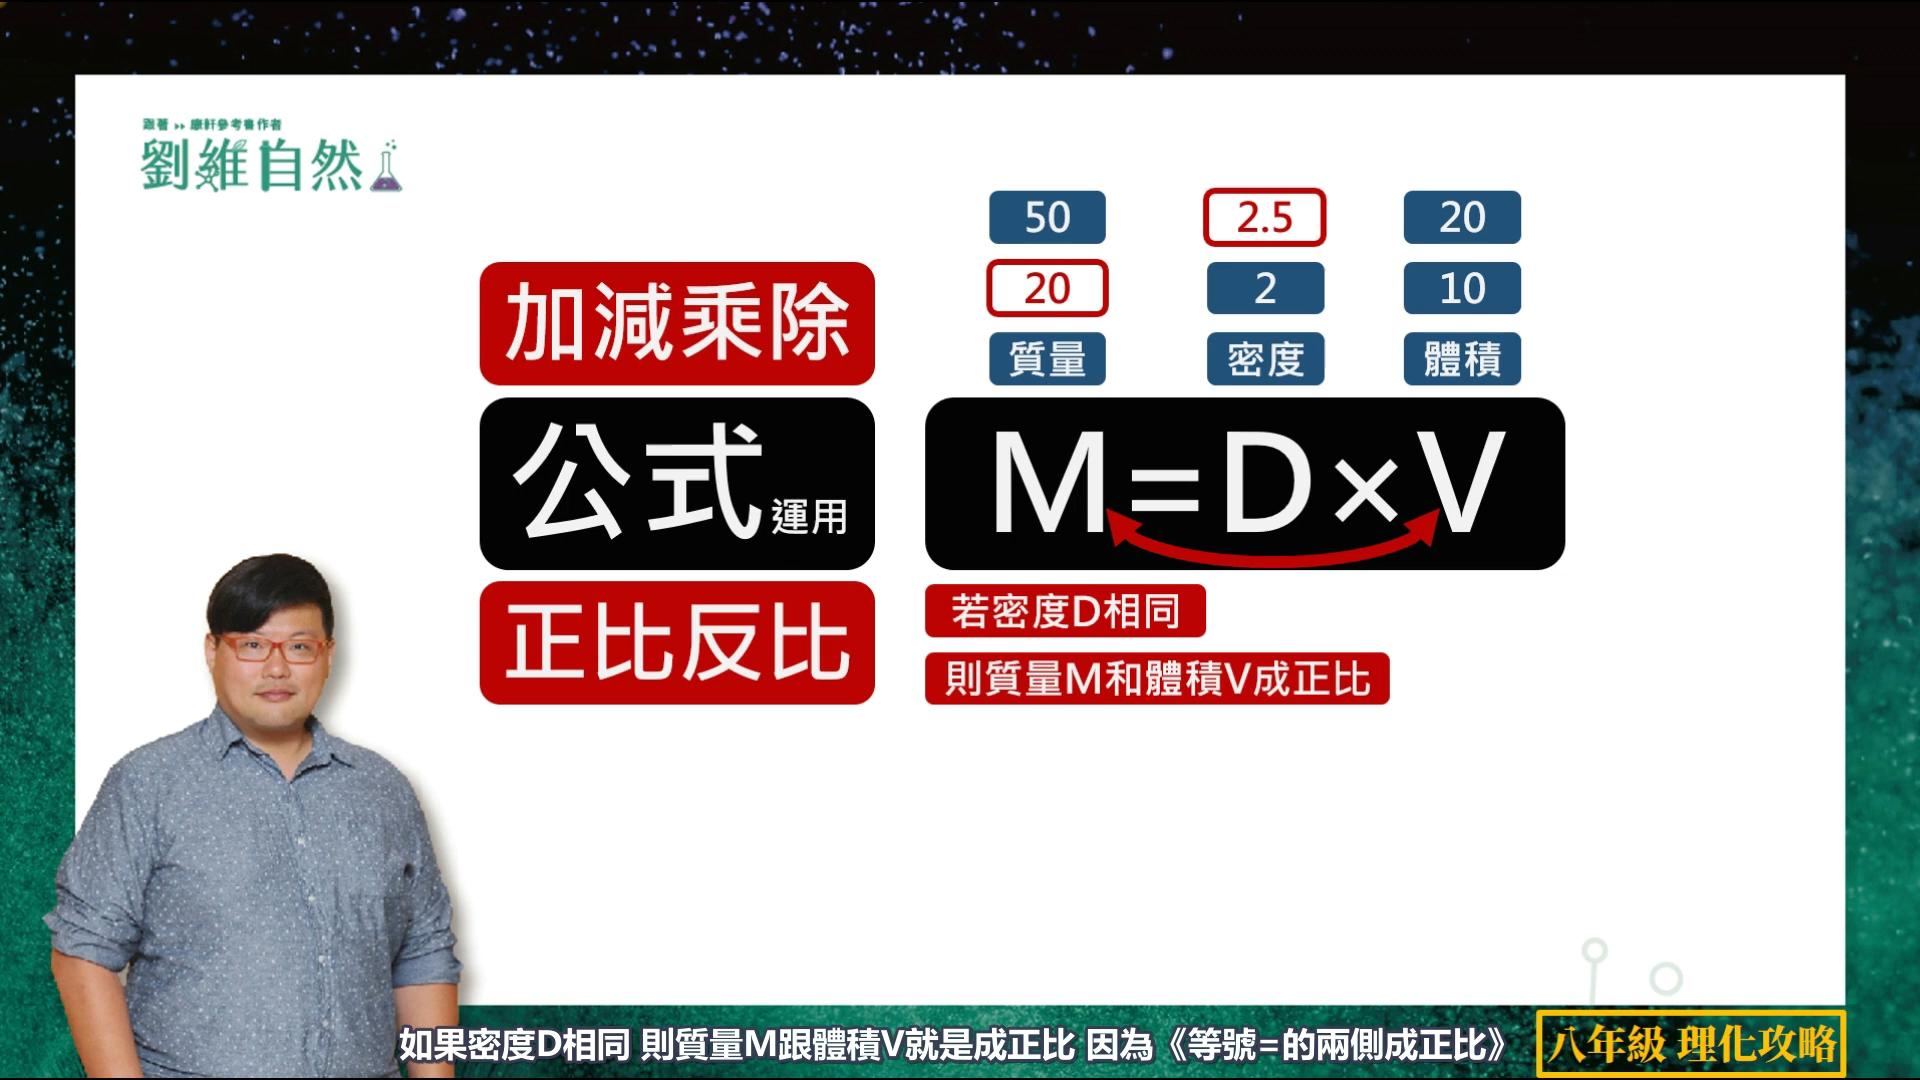 跟著 ▸▸ 康軒參考書作者
劉維自然
50 2.5 20
20 2 10
質量 密度 體積
加減乘除
公式運用
M=D×V
正比反比
若密度D相同
則質量M和體積V成正比
如果密度D相同 則質量M跟體積V就是成正比 因為《等號=的兩側成正比》
八年級 理化攻略